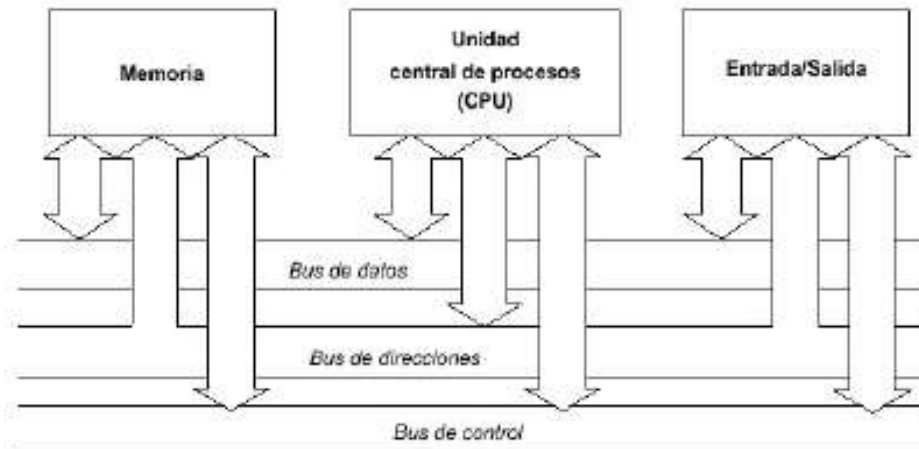 Memoria
Unidad
central de procesos
(CPU)
Entrada/Salida
Bus de datos
Bus de direcciones
Bus de control